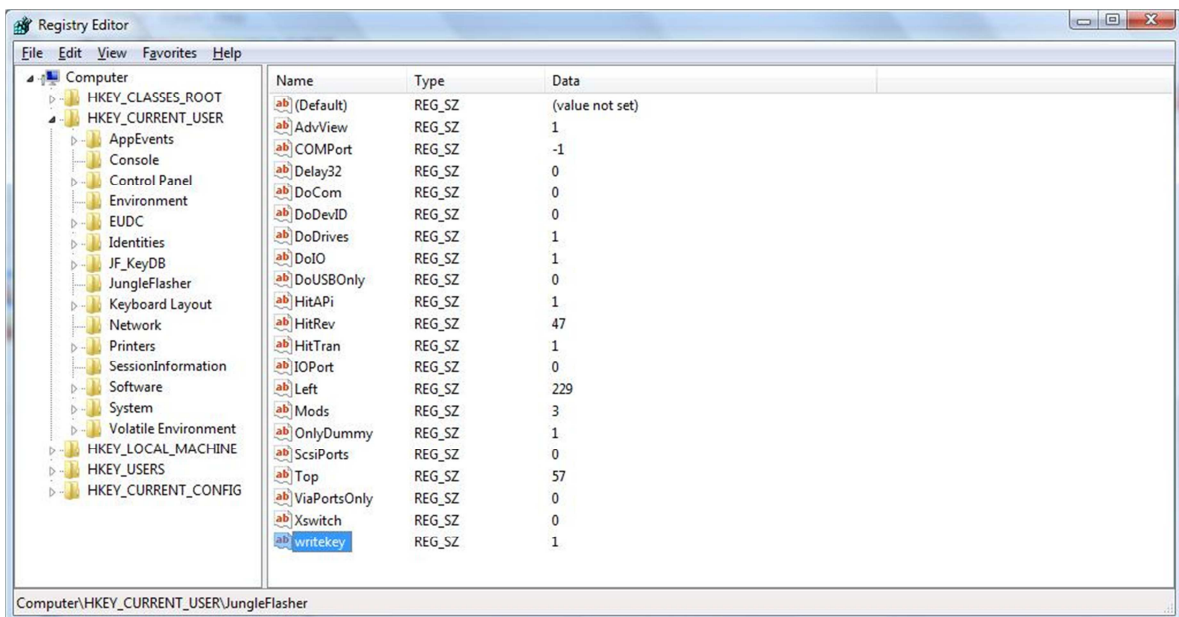 Registry Editor
File Edit View Favorites Help
Computer
HKEY_CLASSES_ROOT
HKEY_CURRENT_USER
AppEvents
Console
Control Panel
Environment
EUDC
Identities
JF_KeyDB
JungleFlasher
Keyboard Layout
Network
Printers
SessionInformation
Software
System
Volatile Environment
HKEY_LOCAL_MACHINE
HKEY_USERS
HKEY_CURRENT_CONFIG
Name Type Data
(Default) REG_SZ (value not set)
AdvView REG_SZ 1
COMPort REG_SZ -1
Delay32 REG_SZ 0
DoCom REG_SZ 0
DoDevID REG_SZ 0
DoDrives REG_SZ 1
DoIO REG_SZ 1
DoUSBOnly REG_SZ 0
HitAPi REG_SZ 1
HitRev REG_SZ 47
HitTran REG_SZ 1
IOPort REG_SZ 0
Left REG_SZ 229
Mods REG_SZ 3
OnlyDummy REG_SZ 1
ScsiPorts REG_SZ 0
Top REG_SZ 57
ViaPortsOnly REG_SZ 0
Xswitch REG_SZ 0
writekey REG_SZ 1
Computer\HKEY_CURRENT_USER\JungleFlasher